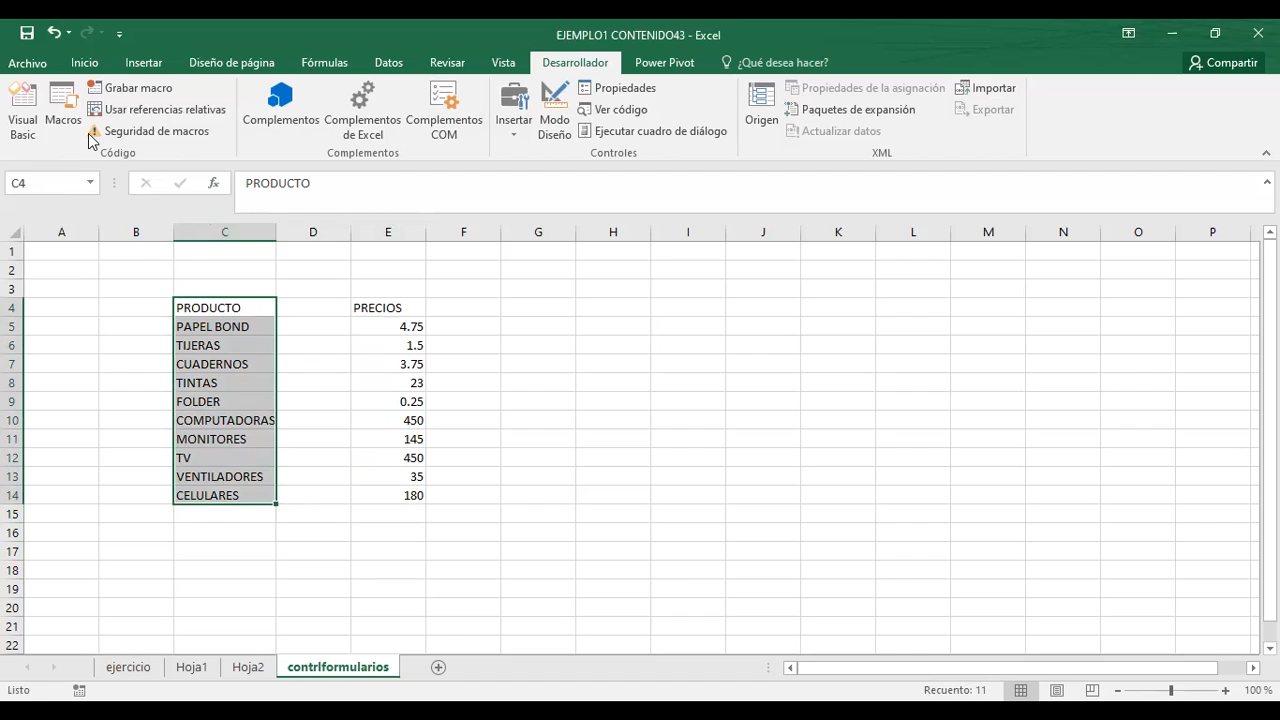 EJEMPLO1 CONTENIDO43 - Excel
Archivo Inicio Insertar Diseño de página Fórmulas Datos Revisar Vista Desarrollador Power Pivot ¿Qué desea hacer? Compartir
Visual Basic
Macros
Grabar macro
Usar referencias relativas
Seguridad de macros
Código
Complementos
Complementos de Excel
Complementos COM
Complementos
Insertar
Modo Diseño
Propiedades
Ver código
Ejecutar cuadro de diálogo
Controles
Origen
Propiedades de la asignación
Paquetes de expansión
Actualizar datos
Importar
Exportar
XML
C4 fx PRODUCTO
A B C D E F G H I J K L M N O P
1
2
3
4 PRODUCTO PRECIOS
5 PAPEL BOND 4.75
6 TIJERAS 1.5
7 CUADERNOS 3.75
8 TINTAS 23
9 FOLDER 0.25
10 COMPUTADORAS 450
11 MONITORES 145
12 TV 450
13 VENTILADORES 35
14 CELULARES 180
15
16
17
18
19
20
21
22
ejercicio Hoja1 Hoja2 contrlformularios
Listo Recuento: 11 100 %